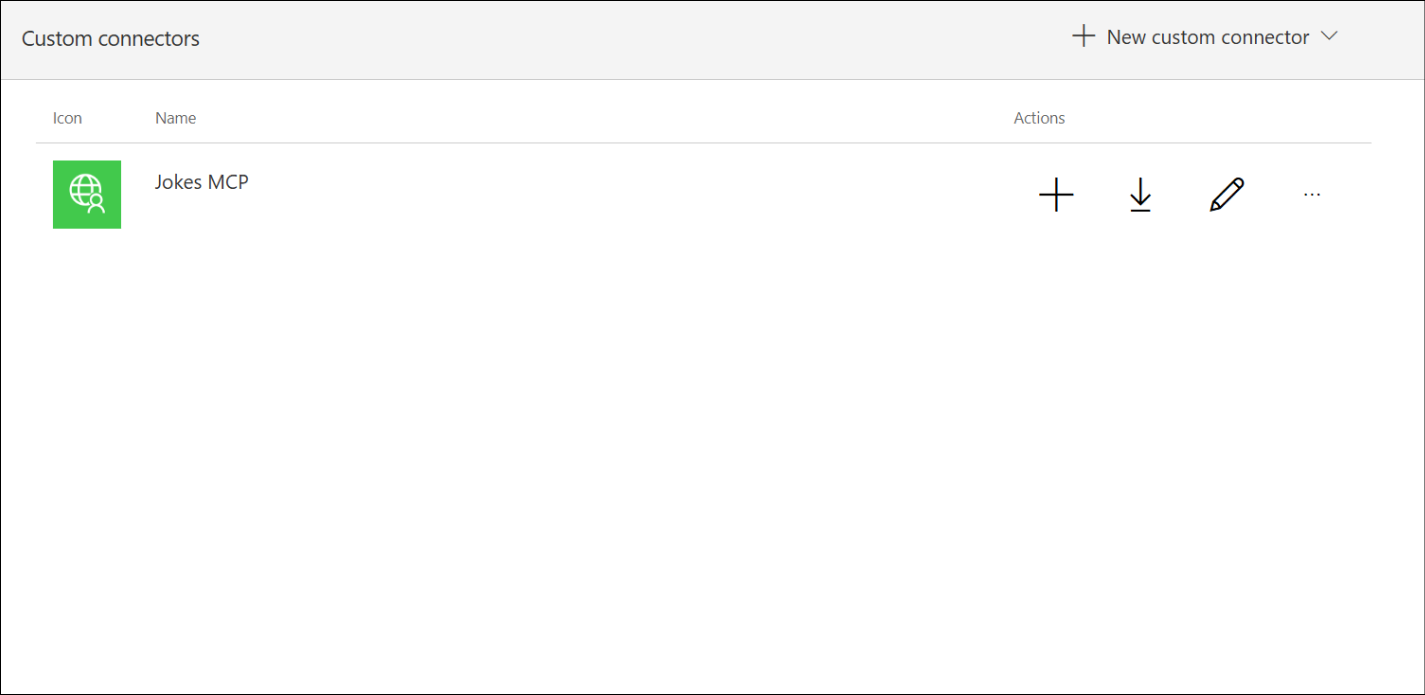 Custom connectors
New custom connector
Icon Name Actions
Jokes MCP